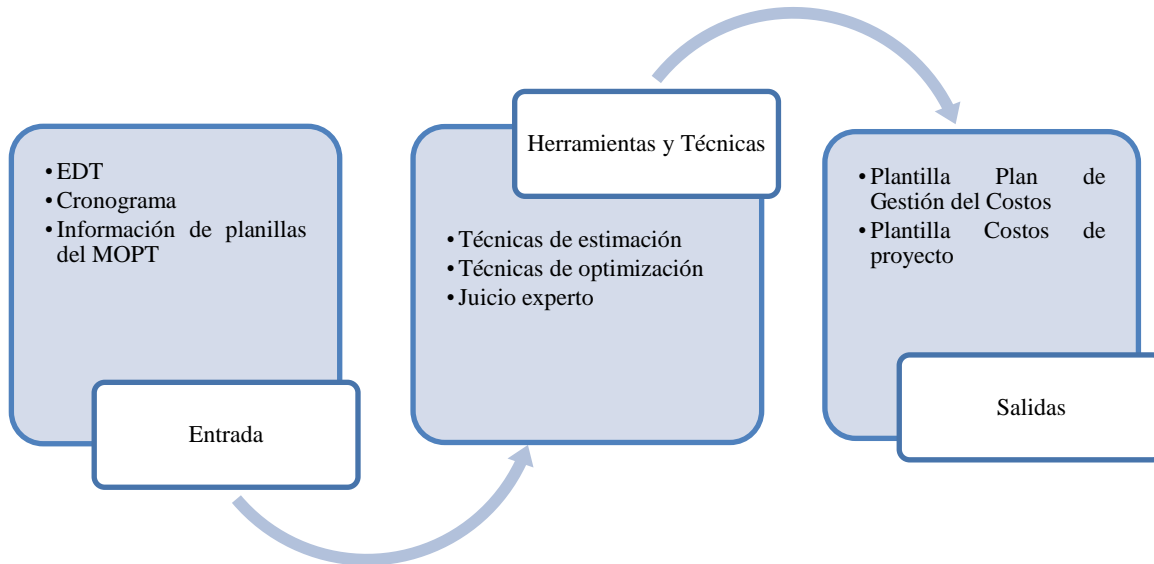 • EDT
• Cronograma
• Información de planillas
del MOPT
Entrada
Herramientas y Técnicas
• Técnicas de estimación
• Técnicas de optimización
• Juicio experto
• Plantilla Plan de
Gestión del Costos
• Plantilla Costos de
proyecto
Salidas